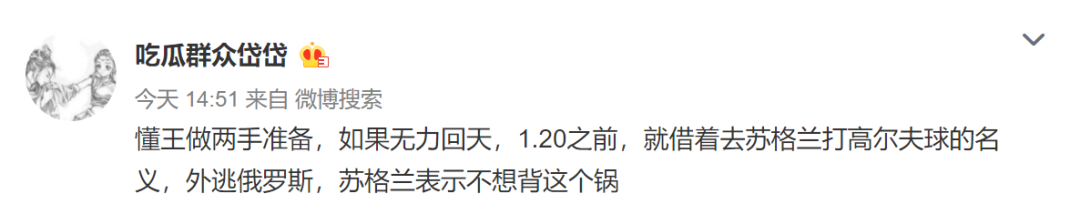 吃瓜群众岱岱
今天 14:51 来自 微博搜索
懂王做两手准备，如果无力回天，1.20之前，就借着去苏格兰打高尔夫球的名
义，外逃俄罗斯，苏格兰表示不想背这个锅